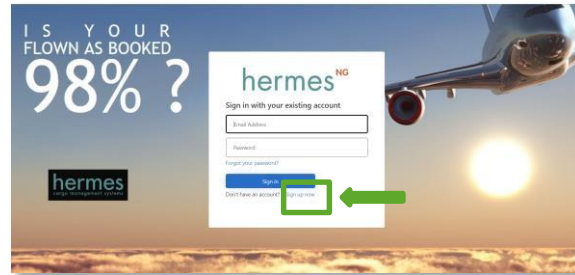 IS YOUR
FLOWN AS BOOKED
98% ?
hermes
cargo management systems
hermes NG
Sign in with your existing account
Email Address
Password
Forgot your password?
Sign in
Don't have an account? Sign up now